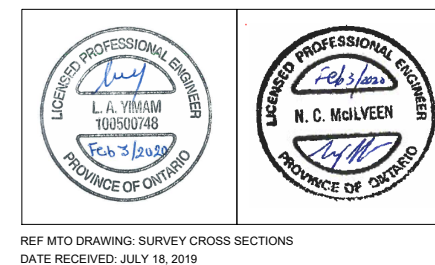 LICENSED PROFESSIONAL ENGINEER
L. A. YIMAM
100500748
Feb 3/2020
PROVINCE OF ONTARIO
LICENSED PROFESSIONAL ENGINEER
Feb 3/2020
N. C. McILVEEN
PROVINCE OF ONTARIO
REF MTO DRAWING: SURVEY CROSS SECTIONS
DATE RECEIVED: JULY 18, 2019